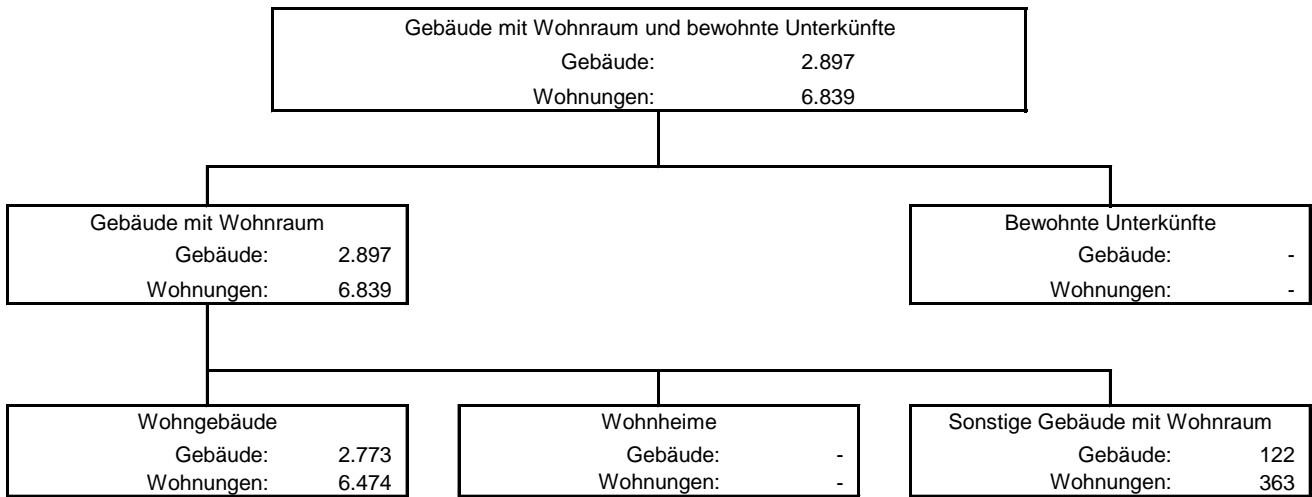 Gebäude mit Wohnraum und bewohnte Unterkünfte
Gebäude: 2.897
Wohnungen: 6.839
Gebäude mit Wohnraum
Gebäude: 2.897
Wohnungen: 6.839
Bewohnte Unterkünfte
Gebäude: -
Wohnungen: -
Wohngebäude
Gebäude: 2.773
Wohnungen: 6.474
Wohnheime
Gebäude: -
Wohnungen: -
Sonstige Gebäude mit Wohnraum
Gebäude: 122
Wohnungen: 363